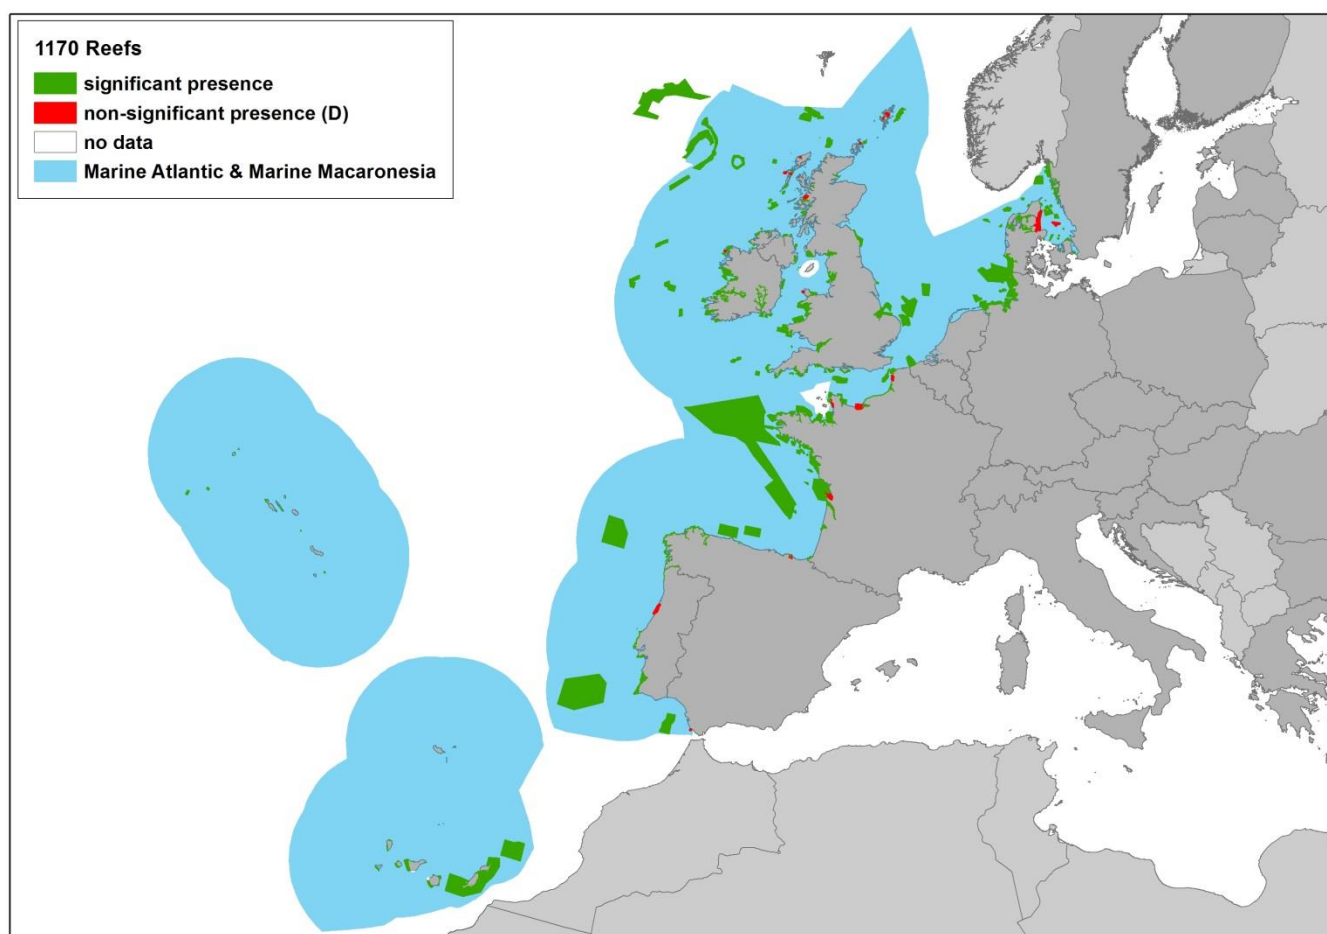 1170 Reefs
significant presence
non-significant presence (D)
no data
Marine Atlantic & Marine Macaronesia